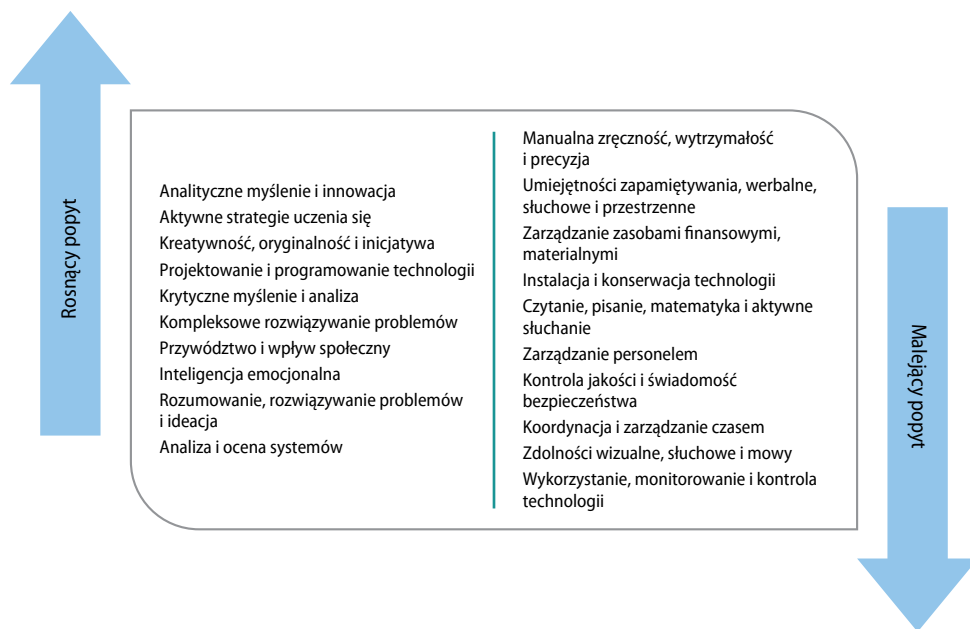 Rosnący popyt
Analityczne myślenie i innowacja
Aktywne strategie uczenia się
Kreatywność, oryginalność i inicjatywa
Projektowanie i programowanie technologii
Krytyczne myślenie i analiza
Kompleksowe rozwiązywanie problemów
Przywództwo i wpływ społeczny
Inteligencja emocjonalna
Rozumowanie, rozwiązywanie problemów
i ideacja
Analiza i ocena systemów
Manualna zręczność, wytrzymałość
i precyzja
Umiejętności zapamiętywania, werbalne,
słuchowe i przestrzenne
Zarządzanie zasobami finansowymi,
materialnymi
Instalacja i konserwacja technologii
Czytanie, pisanie, matematyka i aktywne
słuchanie
Zarządzanie personelem
Kontrola jakości i świadomość
bezpieczeństwa
Koordynacja i zarządzanie czasem
Zdolności wizualne, słuchowe i mowy
Wykorzystanie, monitorowanie i kontrola
technologii
Malejący popyt